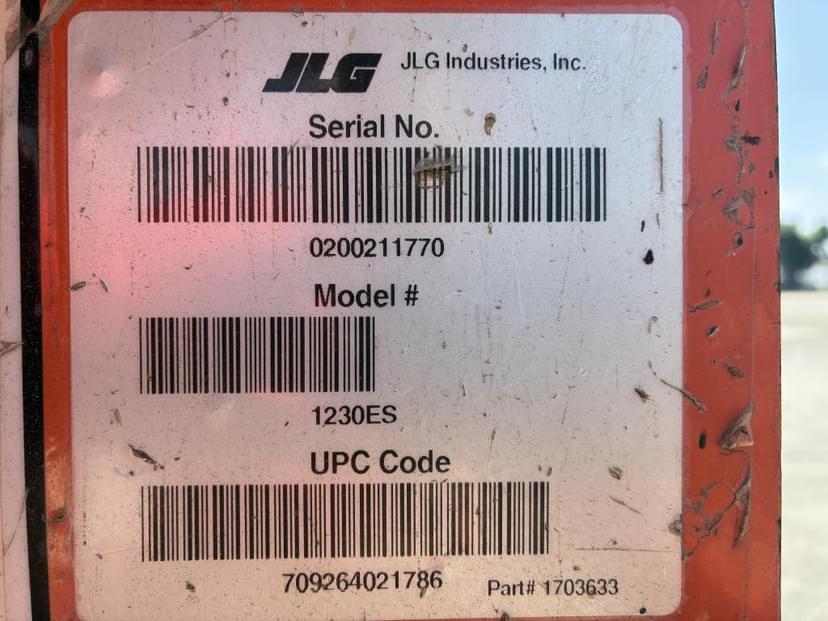 JLG JLG Industries, Inc.
Serial No.
0200211770
Model #
1230ES
UPC Code
709264021786 Part# 1703633